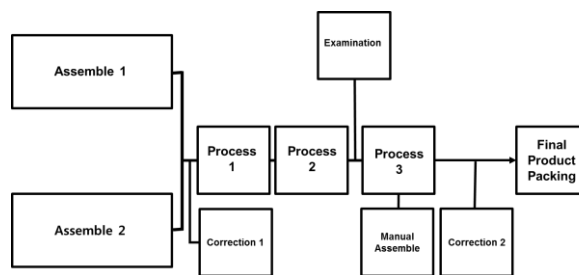 Examination
Assemble 1
Process
1
Process
2
Process
3
Final
Product
Packing
Assemble 2
Correction 1
Manual
Assemble
Correction 2